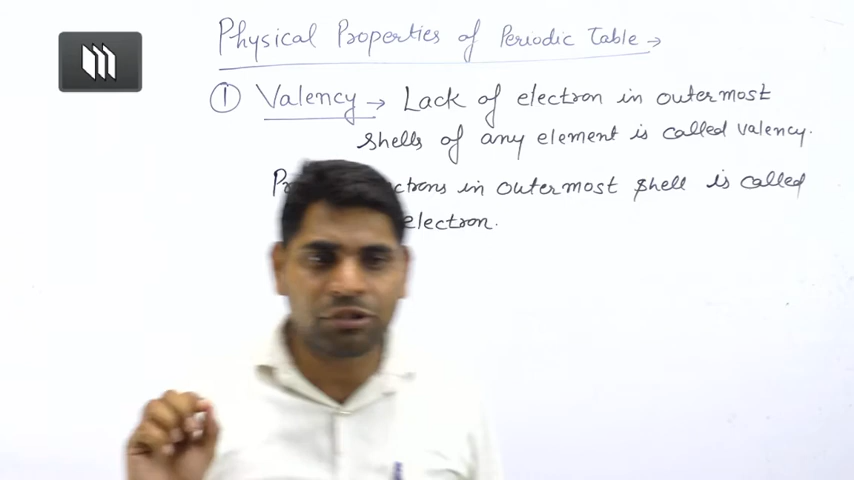 Physical Properties of Periodic Table →
① Valency → Lack of electron in outermost
shells of any element is called valency.
in outermost shell is called
electron.